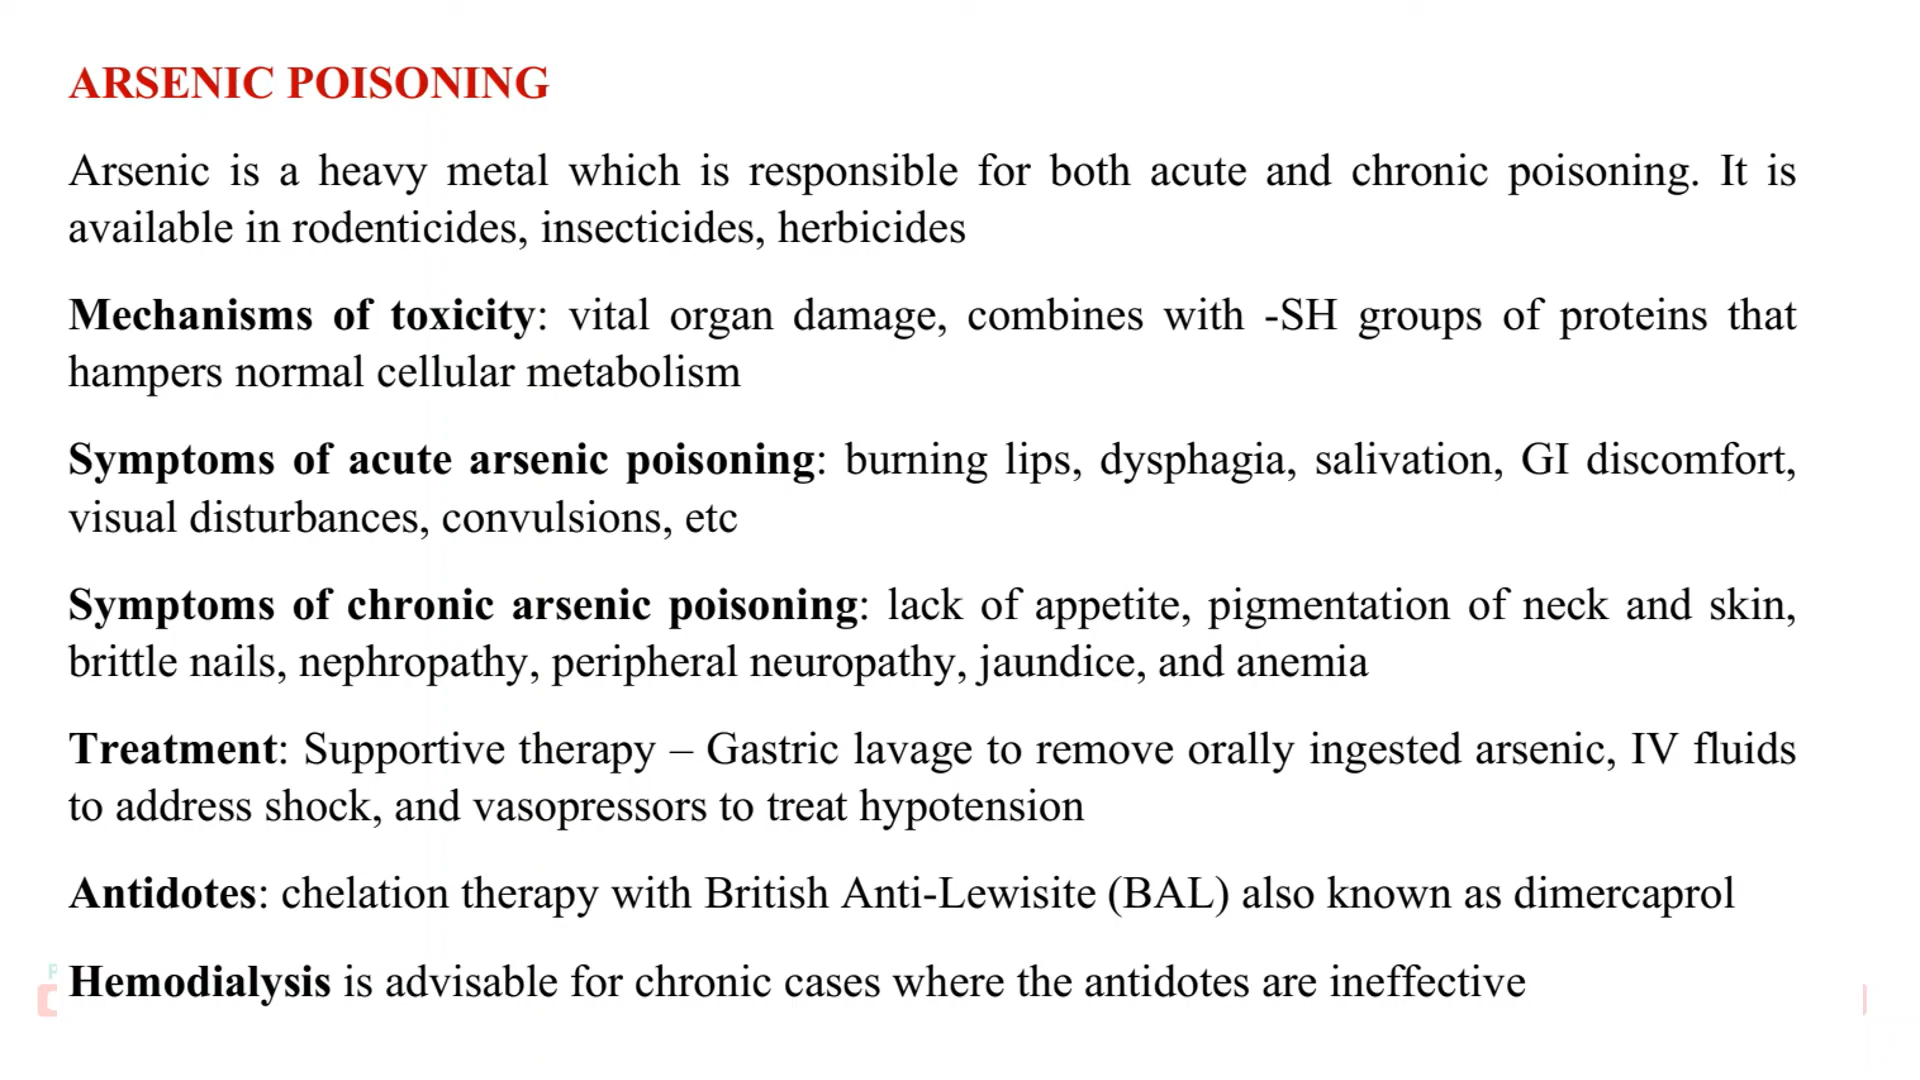 ARSENIC POISONING
Arsenic is a heavy metal which is responsible for both acute and chronic poisoning. It is
available in rodenticides, insecticides, herbicides
Mechanisms of toxicity: vital organ damage, combines with -SH groups of proteins that
hampers normal cellular metabolism
Symptoms of acute arsenic poisoning: burning lips, dysphagia, salivation, GI discomfort,
visual disturbances, convulsions, etc
Symptoms of chronic arsenic poisoning: lack of appetite, pigmentation of neck and skin,
brittle nails, nephropathy, peripheral neuropathy, jaundice, and anemia
Treatment: Supportive therapy – Gastric lavage to remove orally ingested arsenic, IV fluids
to address shock, and vasopressors to treat hypotension
Antidotes: chelation therapy with British Anti-Lewisite (BAL) also known as dimercaprol
Hemodialysis is advisable for chronic cases where the antidotes are ineffective